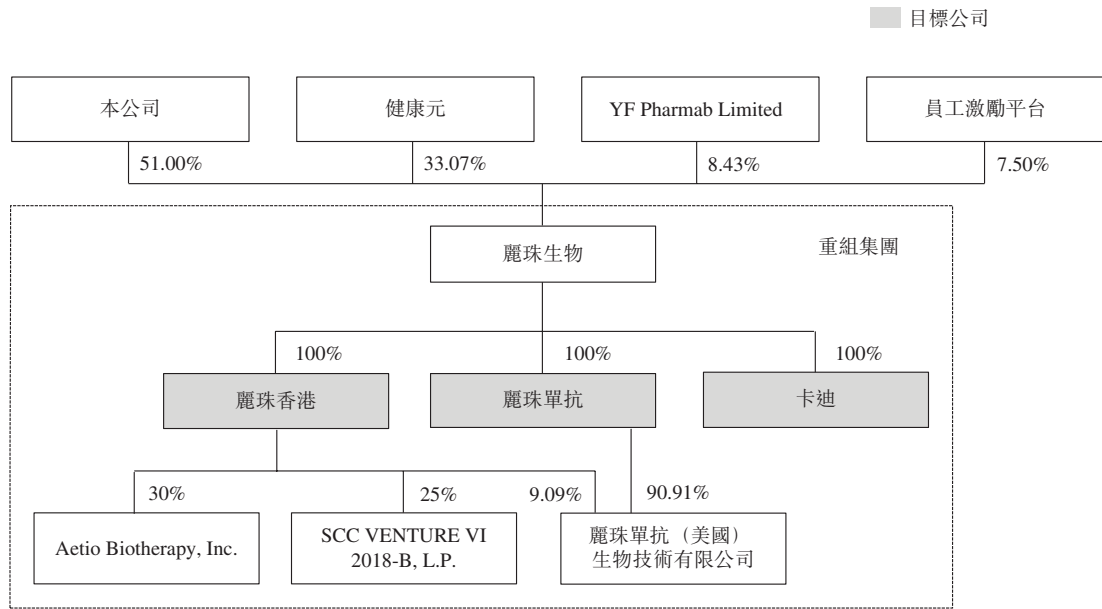 目標公司
本公司
健康元
YF Pharmab Limited
員工激勵平台
51.00%
33.07%
8.43%
7.50%
麗珠生物
重組集團
100%
100%
100%
麗珠香港
麗珠單抗
卡迪
30%
25%
9.09%
90.91%
Aetio Biotherapy, Inc.
SCC VENTURE VI
2018-B, L.P.
麗珠單抗（美國）
生物技術有限公司